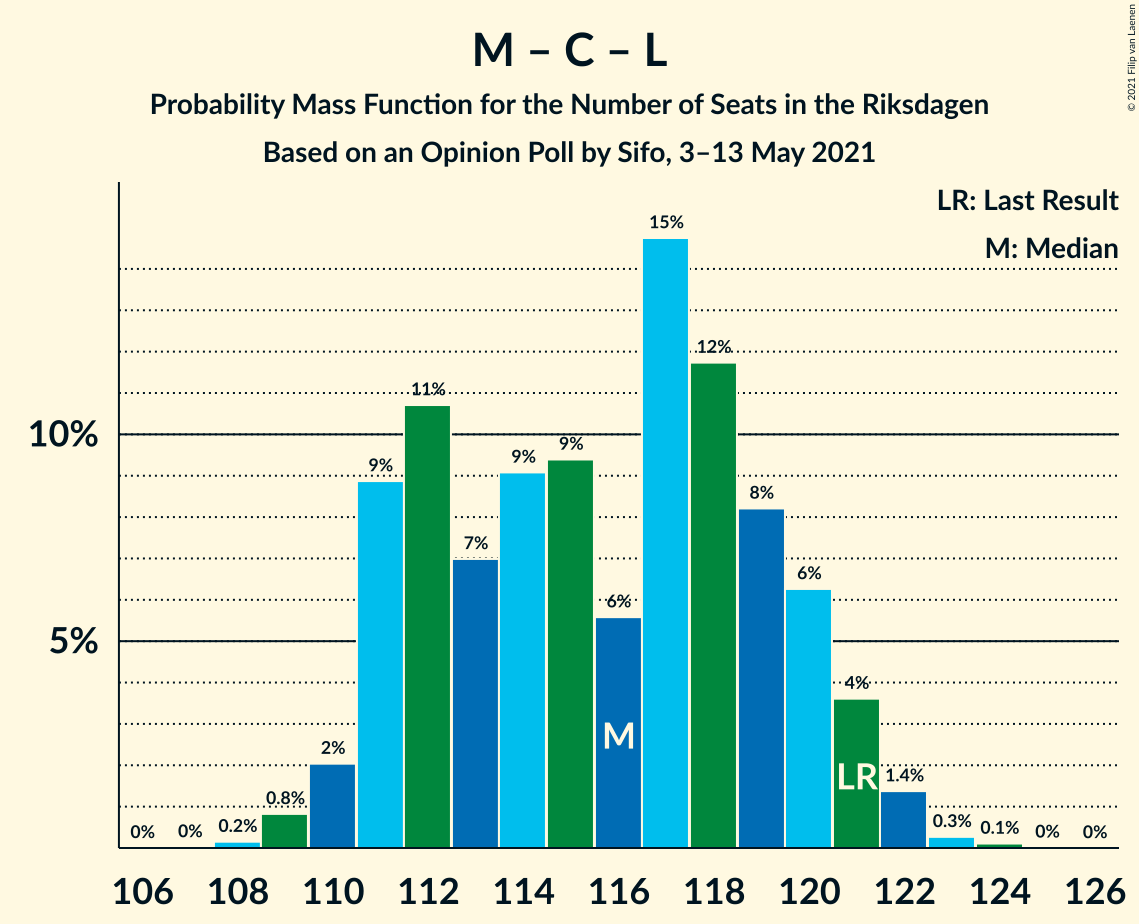 M – C – L
Probability Mass Function for the Number of Seats in the Riksdagen
Based on an Opinion Poll by Sifo, 3–13 May 2021
© 2021 Filip van Laenen
LR: Last Result
M: Median
10%
5%
0%
0%
0.2%
0.8%
2%
9%
11%
7%
9%
9%
6%
15%
12%
8%
6%
4%
1.4%
0.3%
0.1%
0%
0%
M
LR
106 108 110 112 114 116 118 120 122 124 126